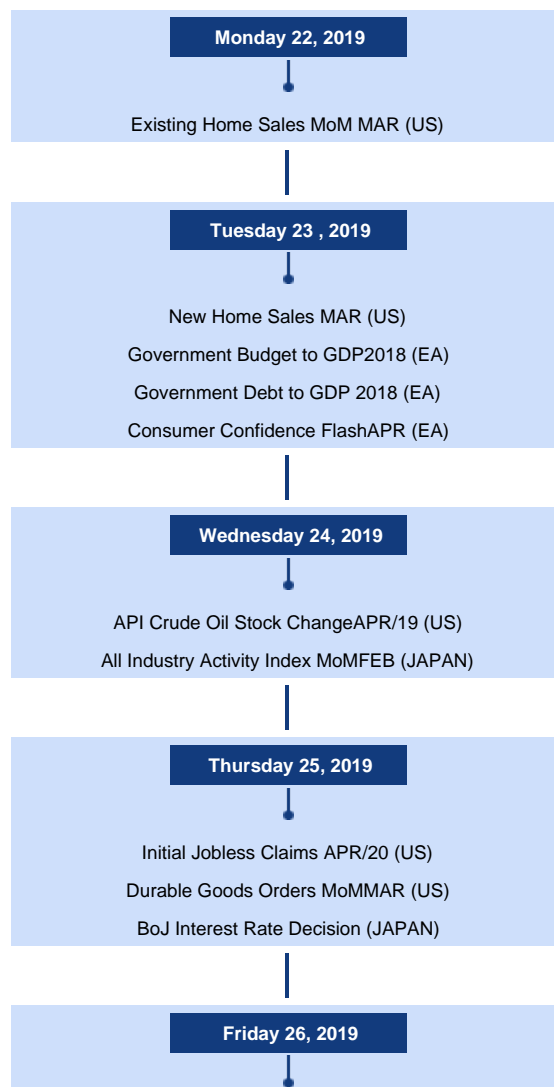 Monday 22, 2019
Existing Home Sales MoM MAR (US)
Tuesday 23 , 2019
New Home Sales MAR (US)
Government Budget to GDP2018 (EA)
Government Debt to GDP 2018 (EA)
Consumer Confidence FlashAPR (EA)
Wednesday 24, 2019
API Crude Oil Stock ChangeAPR/19 (US)
All Industry Activity Index MoMFEB (JAPAN)
Thursday 25, 2019
Initial Jobless Claims APR/20 (US)
Durable Goods Orders MoMMAR (US)
BoJ Interest Rate Decision (JAPAN)
Friday 26, 2019